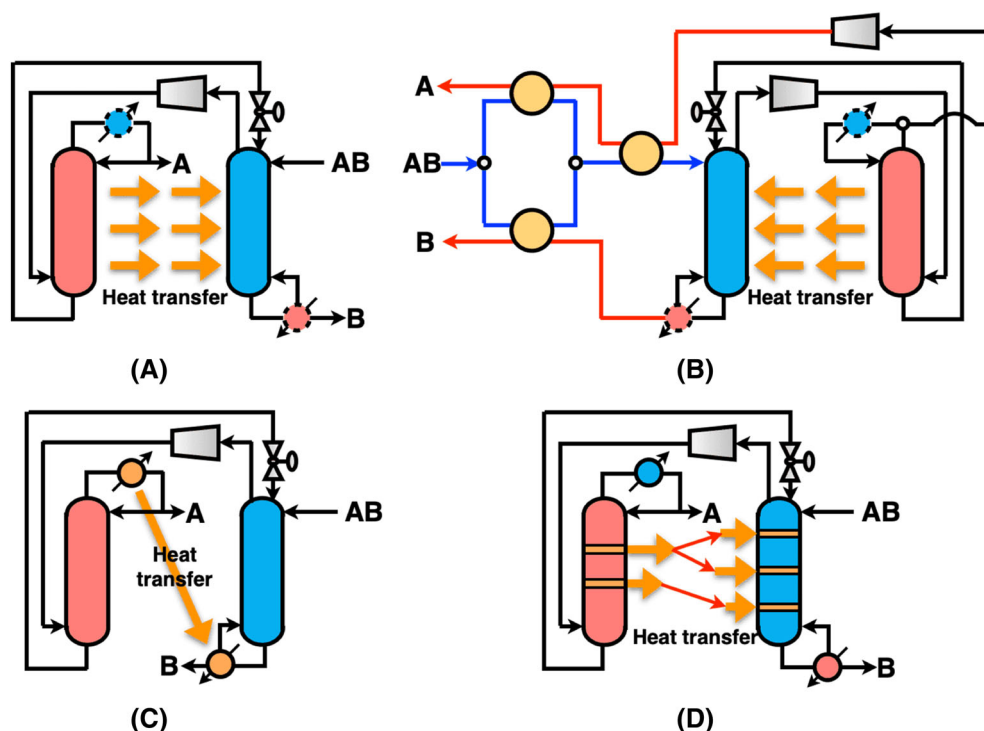 A
AB
Heat transfer
B
(A)
A
AB
B
Heat transfer
(B)
A
AB
Heat
transfer
B
(C)
A
AB
Heat transfer
B
(D)